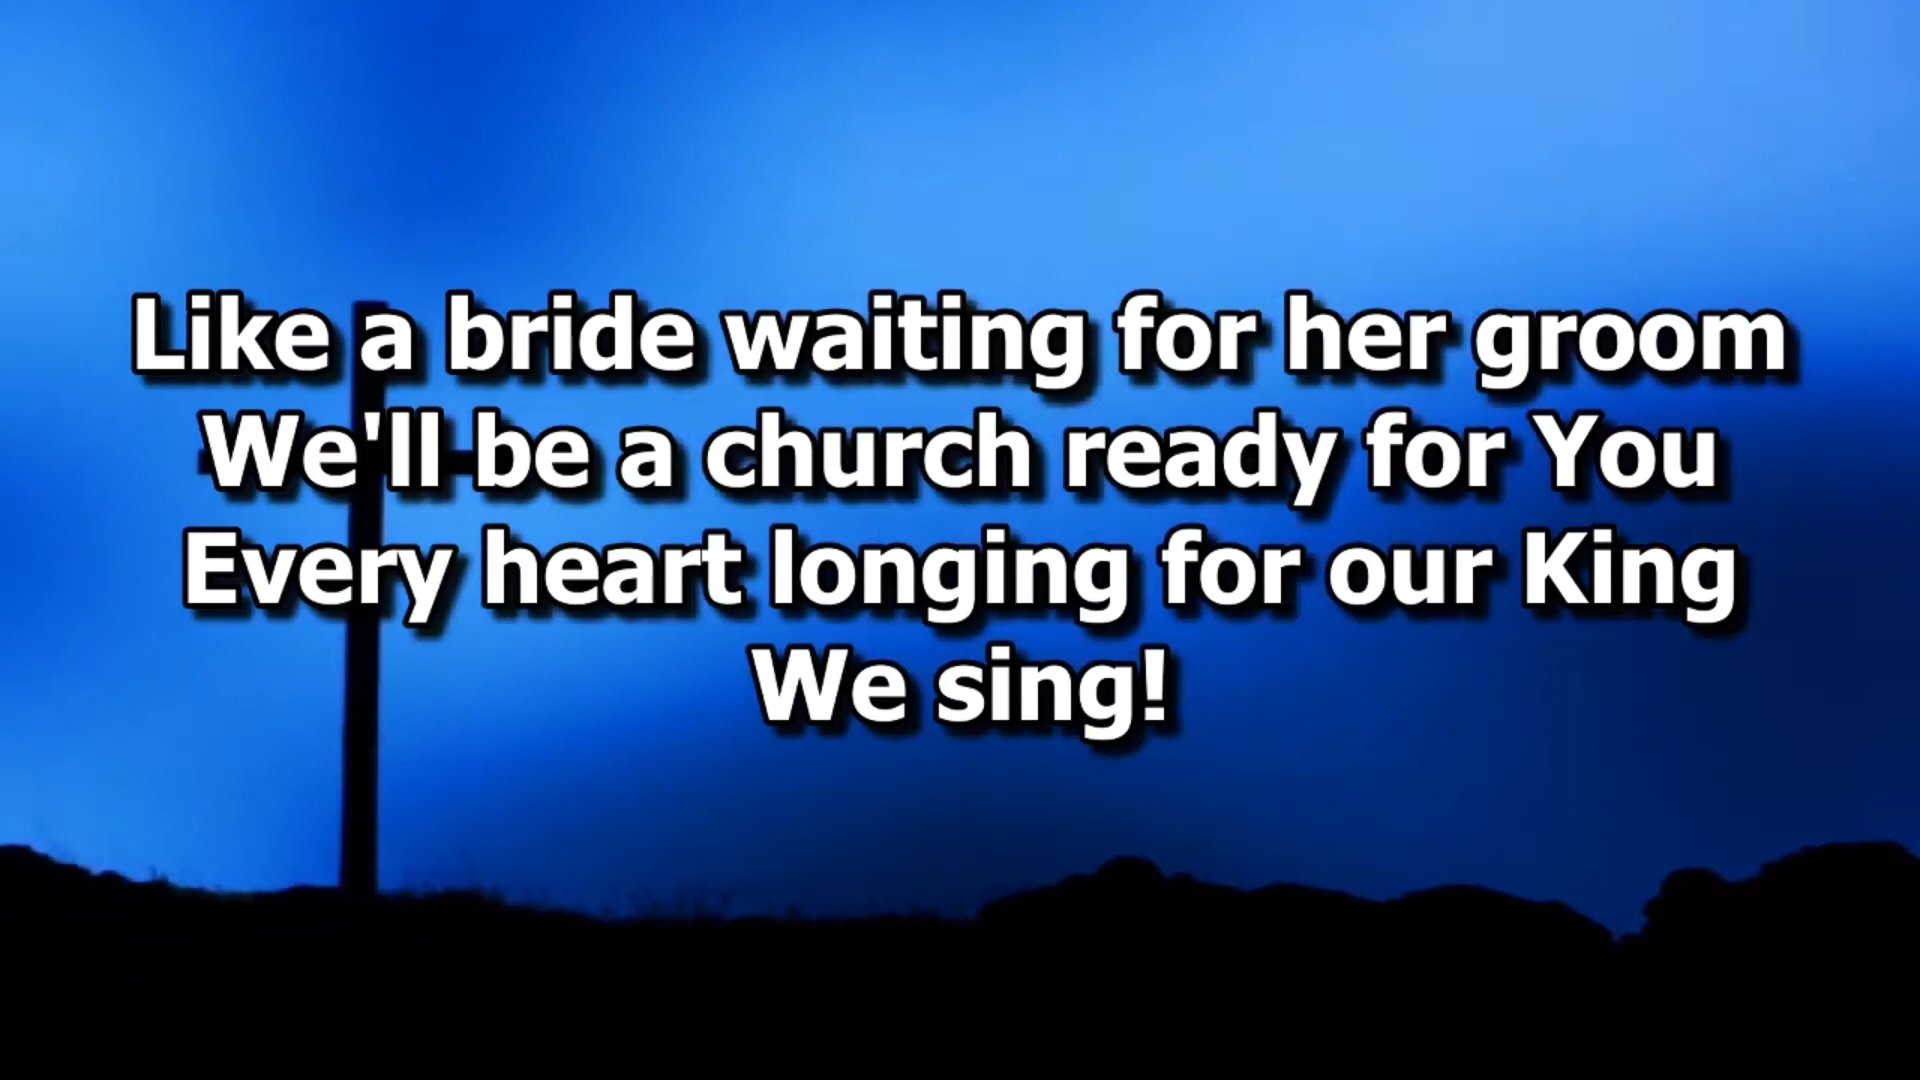 Like a bride waiting for her groom
We'll be a church ready for You
Every heart longing for our King
We sing!